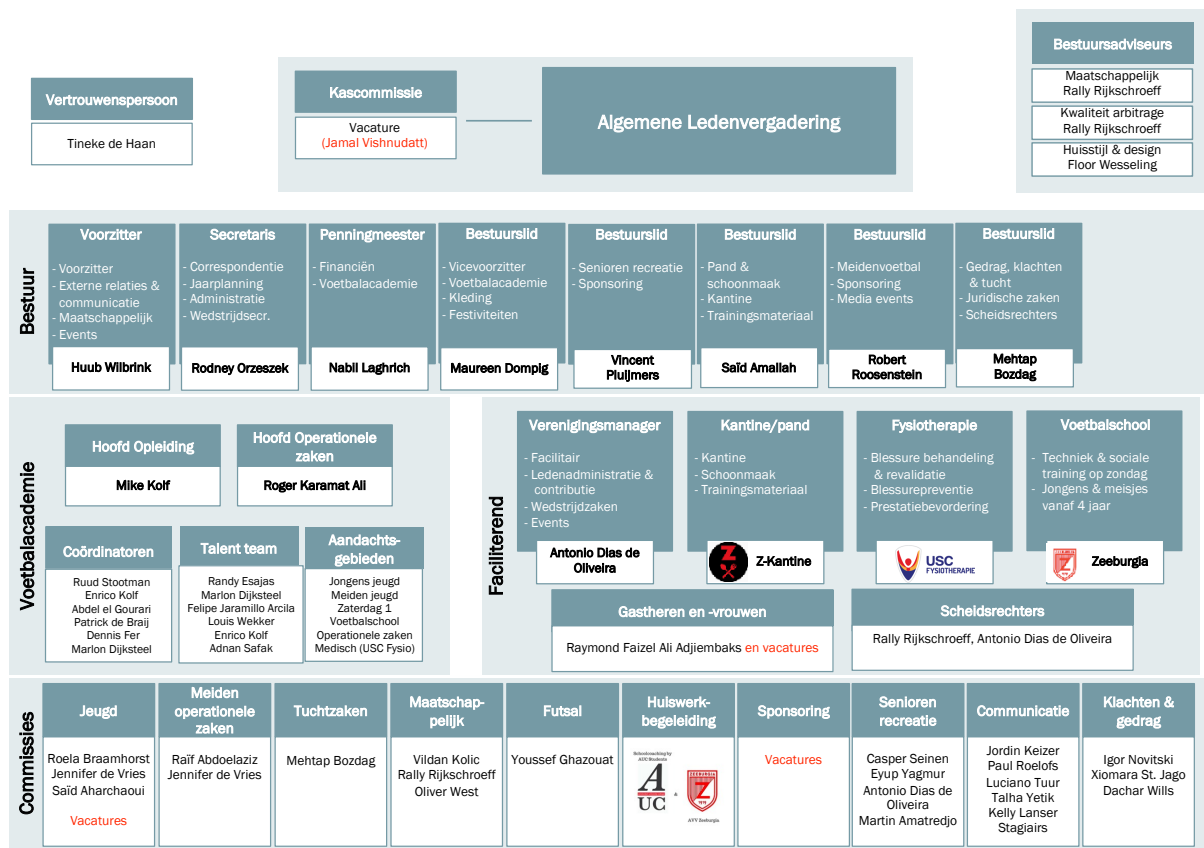 Bestuursadviseurs
Maatschappelijk
Rally Rijkschroeff
Kwaliteit arbitrage
Rally Rijkschroeff
Huisstijl & design
Floor Wesseling
Vertrouwenspersoon
Tineke de Haan
Kascommissie
Vacature
(Jamal Vishnudatt)
Algemene Ledenvergadering
Bestuur
Voorzitter
- Voorzitter
- Externe relaties &
communicatie
- Maatschappelijk
- Events
Huub Wilbrink
Secretaris
- Correspondentie
- Jaarplanning
- Administratie
- Wedstrijdsecr.
Rodney Orzeszek
Penningmeester
- Financiën
- Voetbalacademie
Nabil Laghrich
Bestuurslid
- Vicevoorzitter
- Voetbalacademie
- Kleding
- Festiviteiten
Maureen Dompig
Bestuurslid
- Senioren recreatie
- Sponsoring
Vincent
Pluijmers
Bestuurslid
- Pand &
schoonmaak
- Kantine
- Trainingsmateriaal
Saïd Amallah
Bestuurslid
- Meidenvoetbal
- Sponsoring
- Media events
Robert
Roosenstein
Bestuurslid
- Gedrag, klachten
& tucht
- Juridische zaken
- Scheidsrechters
Mehtap
Bozdag
Voetbalacademie
Hoofd Opleiding
Mike Kolf
Hoofd Operationele
zaken
Roger Karamat Ali
Coördinatoren
Ruud Stootman
Enrico Kolf
Abdel el Gourari
Patrick de Braij
Dennis Fer
Marlon Dijksteel
Talent team
Randy Esajas
Marlon Dijksteel
Felipe Jaramillo Arcila
Louis Wekker
Enrico Kolf
Adnan Safak
Aandachts-
gebieden
Jongens jeugd
Meiden jeugd
Zaterdag 1
Voetbalschool
Operationele zaken
Medisch (USC Fysio)
Faciliterend
Verenigingsmanager
- Facilitair
- Ledenadministratie &
contributie
- Wedstrijdzaken
- Events
Antonio Dias de
Oliveira
Kantine/pand
- Kantine
- Schoonmaak
- Trainingsmateriaal
Z
Z-Kantine
Fysiotherapie
- Blessure behandeling
& revalidatie
- Blessurepreventie
- Prestatiebevordering
USC
FYSIOTHERAPIE
Voetbalschool
- Techniek & sociale
training op zondag
- Jongens & meisjes
vanaf 4 jaar
Zeeburgia
Gastheren en -vrouwen
Raymond Faizel Ali Adjiembaks en vacatures
Scheidsrechters
Rally Rijkschroeff, Antonio Dias de Oliveira
Commissies
Jeugd
Roela Braamhorst
Jennifer de Vries
Saïd Aharchaoui
Vacatures
Meiden
operationele
zaken
Raïf Abdoelaziz
Jennifer de Vries
Tuchtzaken
Mehtap Bozdag
Maatschap-
pelijk
Vildan Kolic
Rally Rijkschroeff
Oliver West
Futsal
Youssef Ghazouat
Huiswerk-
begeleiding
Schoolcoaching by
AUC Students
A
UC
&
ZEEBURGIA
Z
AVV Zeeburgia
Sponsoring
Vacatures
Senioren
recreatie
Casper Seinen
Eyup Yagmur
Antonio Dias de
Oliveira
Martin Amatredjo
Communicatie
Jordin Keizer
Paul Roelofs
Luciano Tuur
Talha Yetik
Kelly Lanser
Stagiairs
Klachten &
gedrag
Igor Novitski
Xiomara St. Jago
Dachar Wills